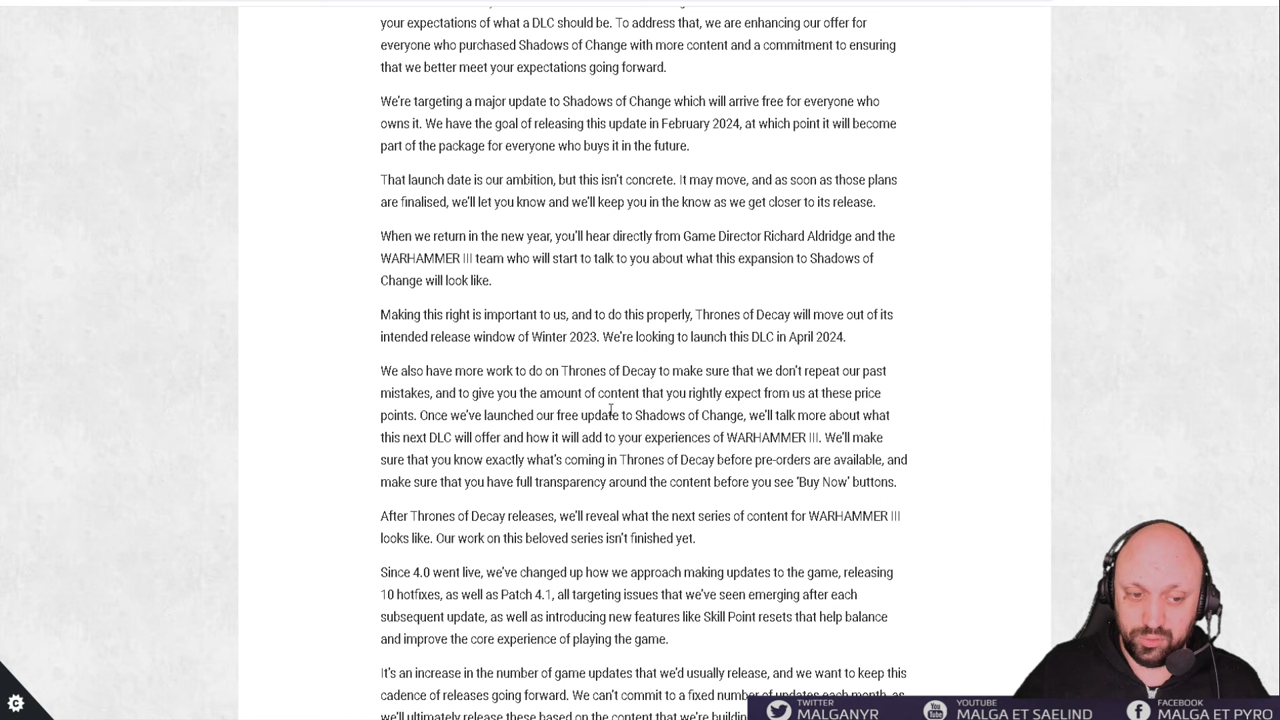 your expectations of what a DLC should be. To address that, we are enhancing our offer for
everyone who purchased Shadows of Change with more content and a commitment to ensuring
that we better meet your expectations going forward.
We're targeting a major update to Shadows of Change which will arrive free for everyone who
owns it. We have the goal of releasing this update in February 2024, at which point it will become
part of the package for everyone who buys it in the future.
That launch date is our ambition, but this isn't concrete. It may move, and as soon as those plans
are finalised, we'll let you know and we'll keep you in the know as we get closer to its release.
When we return in the new year, you'll hear directly from Game Director Richard Aldridge and the
WARHAMMER III team who will start to talk to you about what this expansion to Shadows of
Change will look like.
Making this right is important to us, and to do this properly, Thrones of Decay will move out of its
intended release window of Winter 2023. We're looking to launch this DLC in April 2024.
We also have more work to do on Thrones of Decay to make sure that we don't repeat our past
mistakes, and to give you the amount of content that you rightly expect from us at these price
points. Once we've launched our free update to Shadows of Change, we'll talk more about what
this next DLC will offer and how it will add to your experiences of WARHAMMER III. We'll make
sure that you know exactly what's coming in Thrones of Decay before pre-orders are available, and
make sure that you have full transparency around the content before you see 'Buy Now' buttons.
After Thrones of Decay releases, we'll reveal what the next series of content for WARHAMMER III
looks like. Our work on this beloved series isn't finished yet.
Since 4.0 went live, we've changed up how we approach making updates to the game, releasing
10 hotfixes, as well as Patch 4.1, all targeting issues that we've seen emerging after each
subsequent update, as well as introducing new features like Skill Point resets that help balance
and improve the core experience of playing the game.
It's an increase in the number of game updates that we'd usually release, and we want to keep this
cadence of releases going forward. We can't commit to a fixed number of updates each month, as
we'll ultimately release these based on the content that we're building
TWITTER
MALGANYR
You Tube
YOUTUBE
MALGA ET SAELIND
FACEBOOK
MALGA ET PYRO